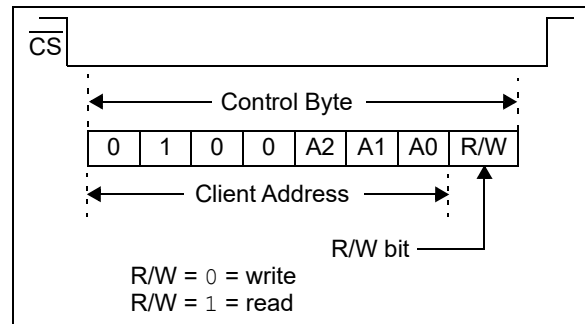 CS
Control Byte
0 1 0 0 A2 A1 A0 R/W
Client Address
R/W bit
R/W = 0 = write
R/W = 1 = read